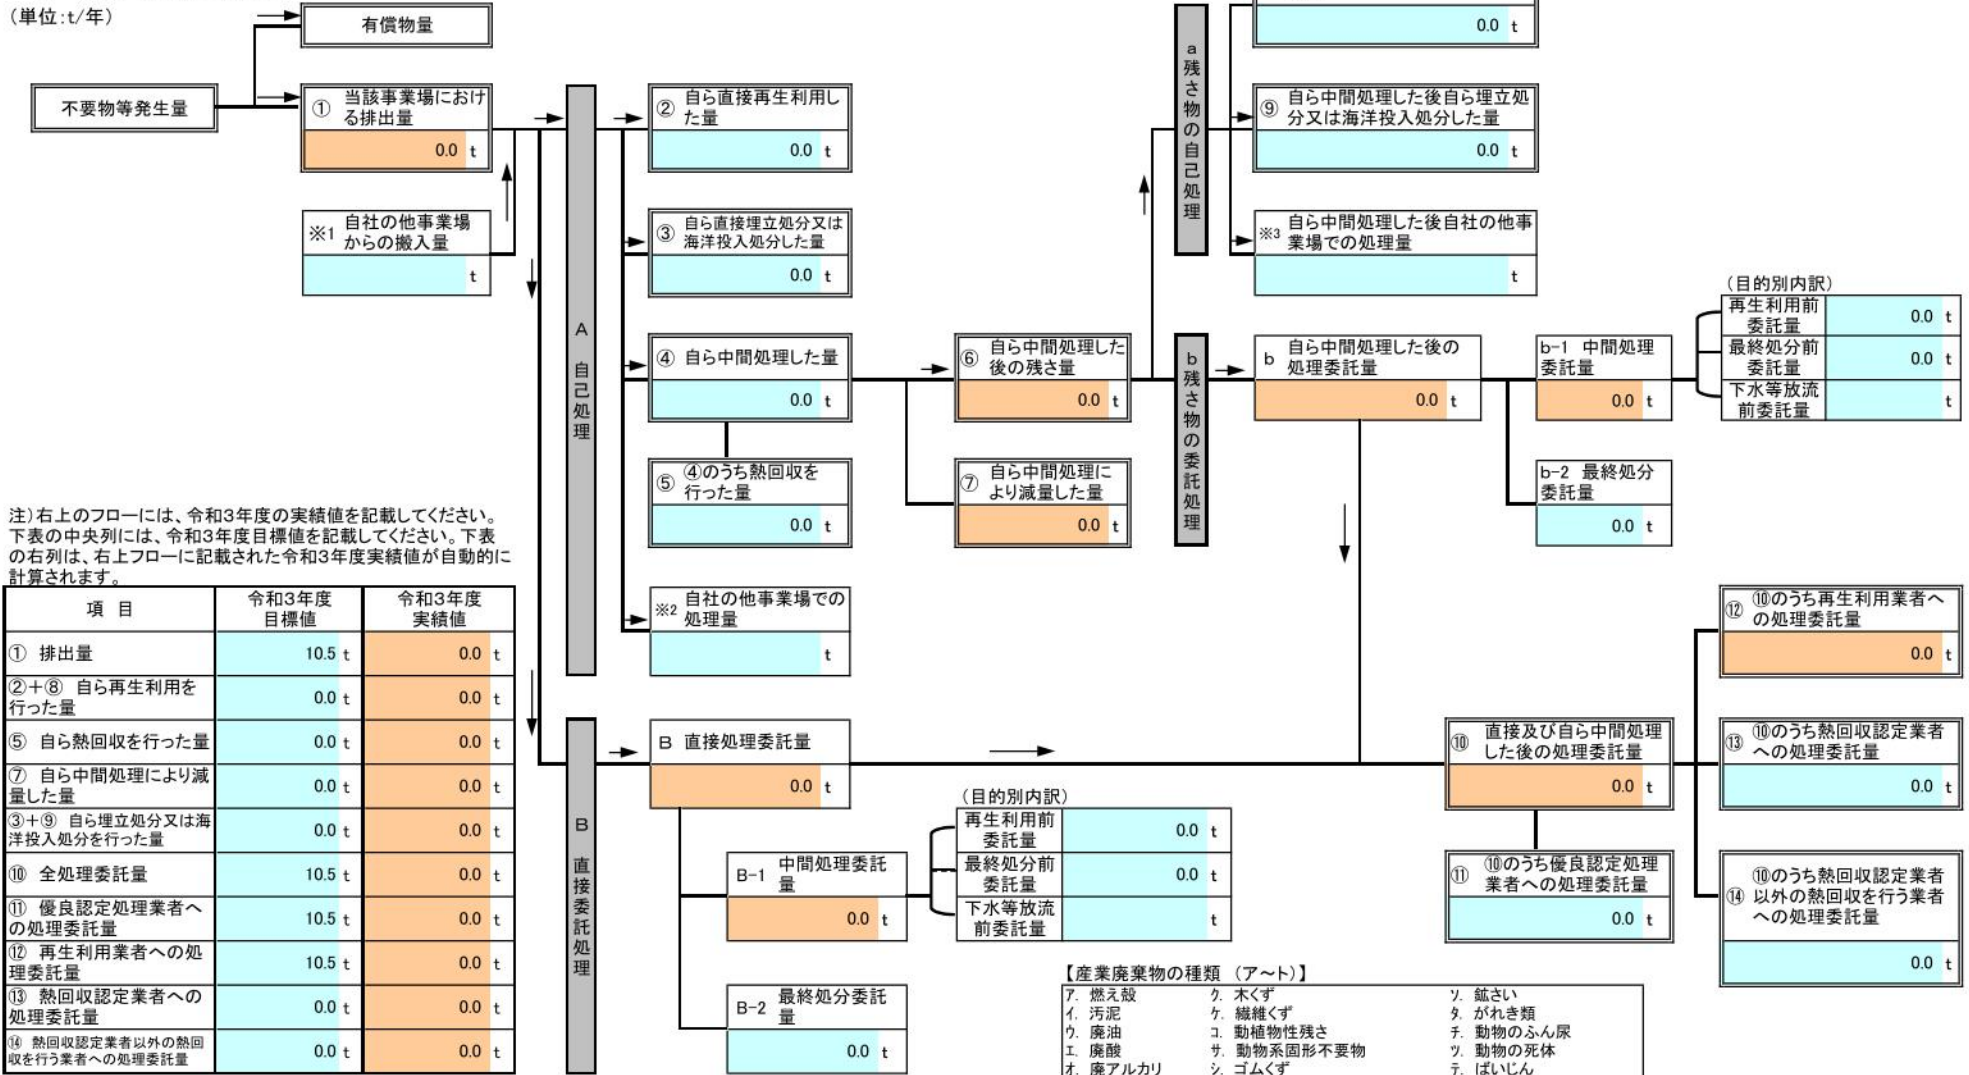 (単位:t/年)
有償物量
不要物等発生量
① 当該事業場におけ
る排出量
0.0 t
※1 自社の他事業場
からの搬入量
t
A 自己処理
② 自ら直接再生利用し
た量
0.0 t
③ 自ら直接埋立処分又は
海洋投入処分した量
0.0 t
④ 自ら中間処理した量
0.0 t
⑤ ④のうち熱回収を
行った量
0.0 t
※2 自社の他事業場での
処理量
t
⑥ 自ら中間処理した
後の残さ量
0.0 t
⑦ 自ら中間処理に
より減量した量
0.0 t
a 残さ物の自己処理
0.0 t
⑨ 自ら中間処理した後自ら埋立処
分又は海洋投入処分した量
0.0 t
※3 自ら中間処理した後自社の他事
業場での処理量
t
b 残さ物の委託処理
b 自ら中間処理した後の
処理委託量
0.0 t
b-1 中間処理
委託量
0.0 t
(目的別内訳)
再生利用前
委託量
0.0 t
最終処分前
委託量
0.0 t
下水等放流
前委託量
t
b-2 最終処分
委託量
0.0 t
注)右上のフローには、令和3年度の実績値を記載してください。
下表の中央列には、令和3年度目標値を記載してください。下表
の右列は、右上フローに記載された令和3年度実績値が自動的に
計算されます。
項 目
令和3年度
目標値
令和3年度
実績値
① 排出量
10.5 t 0.0 t
②+⑧ 自ら再生利用を
行った量
0.0 t 0.0 t
⑤ 自ら熱回収を行った量
0.0 t 0.0 t
⑦ 自ら中間処理により減
量した量
0.0 t 0.0 t
③+⑨ 自ら埋立処分又は海
洋投入処分を行った量
0.0 t 0.0 t
⑩ 全処理委託量
10.5 t 0.0 t
⑪ 優良認定処理業者へ
の処理委託量
10.5 t 0.0 t
⑫ 再生利用業者への処
理委託量
10.5 t 0.0 t
⑬ 熱回収認定業者への
処理委託量
0.0 t 0.0 t
⑭ 熱回収認定業者以外の熱回
収を行う業者への処理委託量
0.0 t 0.0 t
B 直接委託処理
B 直接処理委託量
0.0 t
B-1 中間処理委託
量
0.0 t
(目的別内訳)
再生利用前
委託量
0.0 t
最終処分前
委託量
0.0 t
下水等放流
前委託量
t
B-2 最終処分委託
量
0.0 t
⑩ 直接及び自ら中間処理
した後の処理委託量
0.0 t
⑪ ⑩のうち優良認定処理
業者への処理委託量
0.0 t
⑫ ⑩のうち再生利用業者へ
の処理委託量
0.0 t
⑬ ⑩のうち熱回収認定業者
への処理委託量
0.0 t
⑭ ⑩のうち熱回収認定業者
以外の熱回収を行う業者
への処理委託量
0.0 t
【産業廃棄物の種類 (ア~ト)】
ア. 燃え殻 ク. 木くず ソ. 鉱さい
イ. 汚泥 ケ. 繊維くず タ. がれき類
ウ. 廃油 コ. 動植物性残さ チ. 動物のふん尿
エ. 廃酸 サ. 動物系固形不要物 ツ. 動物の死体
オ. 廃アルカリ シ. ゴムくず テ. ばいじん